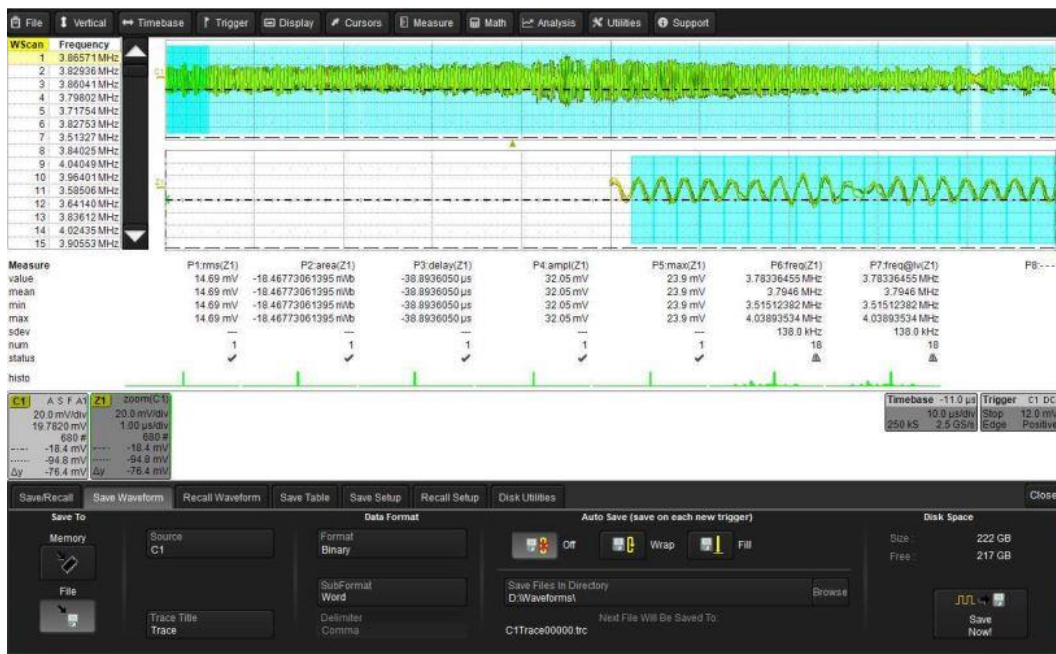 File Vertical Timebase Trigger Display Cursors Measure Math Analysis Utilities Support
WScan Frequency
1 3.86571 MHz
2 3.82936 MHz
3 3.86041 MHz
4 3.79802 MHz
5 3.71754 MHz
6 3.82753 MHz
7 3.51327 MHz
8 3.84025 MHz
9 4.04049 MHz
10 3.96401 MHz
11 3.58506 MHz
12 3.64140 MHz
13 3.83612 MHz
14 4.02435 MHz
15 3.90553 MHz
C1
Z1
Measure P1:rms(Z1) P2:area(Z1) P3:delay(Z1) P4:ampl(Z1) P5:max(Z1) P6:freq(Z1) P7:freq@lv(Z1) P8:- - -
value 14.69 mV -18.46773061395 nWb -38.8936050 µs 32.05 mV 23.9 mV 3.78336455 MHz 3.78336455 MHz
mean 14.69 mV -18.46773061395 nWb -38.8936050 µs 32.05 mV 23.9 mV 3.7946 MHz 3.7946 MHz
min 14.69 mV -18.46773061395 nWb -38.8936050 µs 32.05 mV 23.9 mV 3.51512382 MHz 3.51512382 MHz
max 14.69 mV -18.46773061395 nWb -38.8936050 µs 32.05 mV 23.9 mV 4.03893534 MHz 4.03893534 MHz
sdev --- --- --- --- --- 138.0 kHz 138.0 kHz
num 1 1 1 1 1 18 18
status
histo
C1 A S F A1 Z1 zoom(C1) Timebase -11.0 µs Trigger C1 DC
20.0 mV/div 20.0 mV/div 10.0 µs/div Stop 12.0 mV
19.7820 mV 1.00 µs/div 250 kS 2.5 GS/s Edge Positive
680 # 680 #
-18.4 mV -18.4 mV
-94.8 mV -94.8 mV
Δy -76.4 mV Δy -76.4 mV
Save/Recall Save Waveform Recall Waveform Save Table Save Setup Recall Setup Disk Utilities Close
Save To Data Format Auto Save (save on each new trigger) Disk Space
Memory Source Format Off Wrap Fill Size : 222 GB
C1 Binary Free : 217 GB
File SubFormat Save Files In Directory
Word D:\Waveforms\ Browse
Trace Title Delimiter Next File Will Be Saved To:
Trace Comma C1Trace00000.trc
Save
Now!